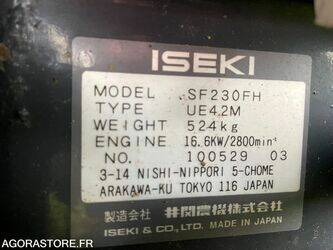 ISEKI
MODEL SF230FH
TYPE UE42M
WEIGHT 524kg
ENGINE 16.6KW/2800min⁻¹
NO. 100529 03
3-14 NISHI-NIPPORI 5-CHOME
ARAKAWA-KU TOKYO 116 JAPAN
製造会社 井関農機株式会社
ISEKI & CO., LTD. MADE IN JAPAN
AGORASTORE.FR